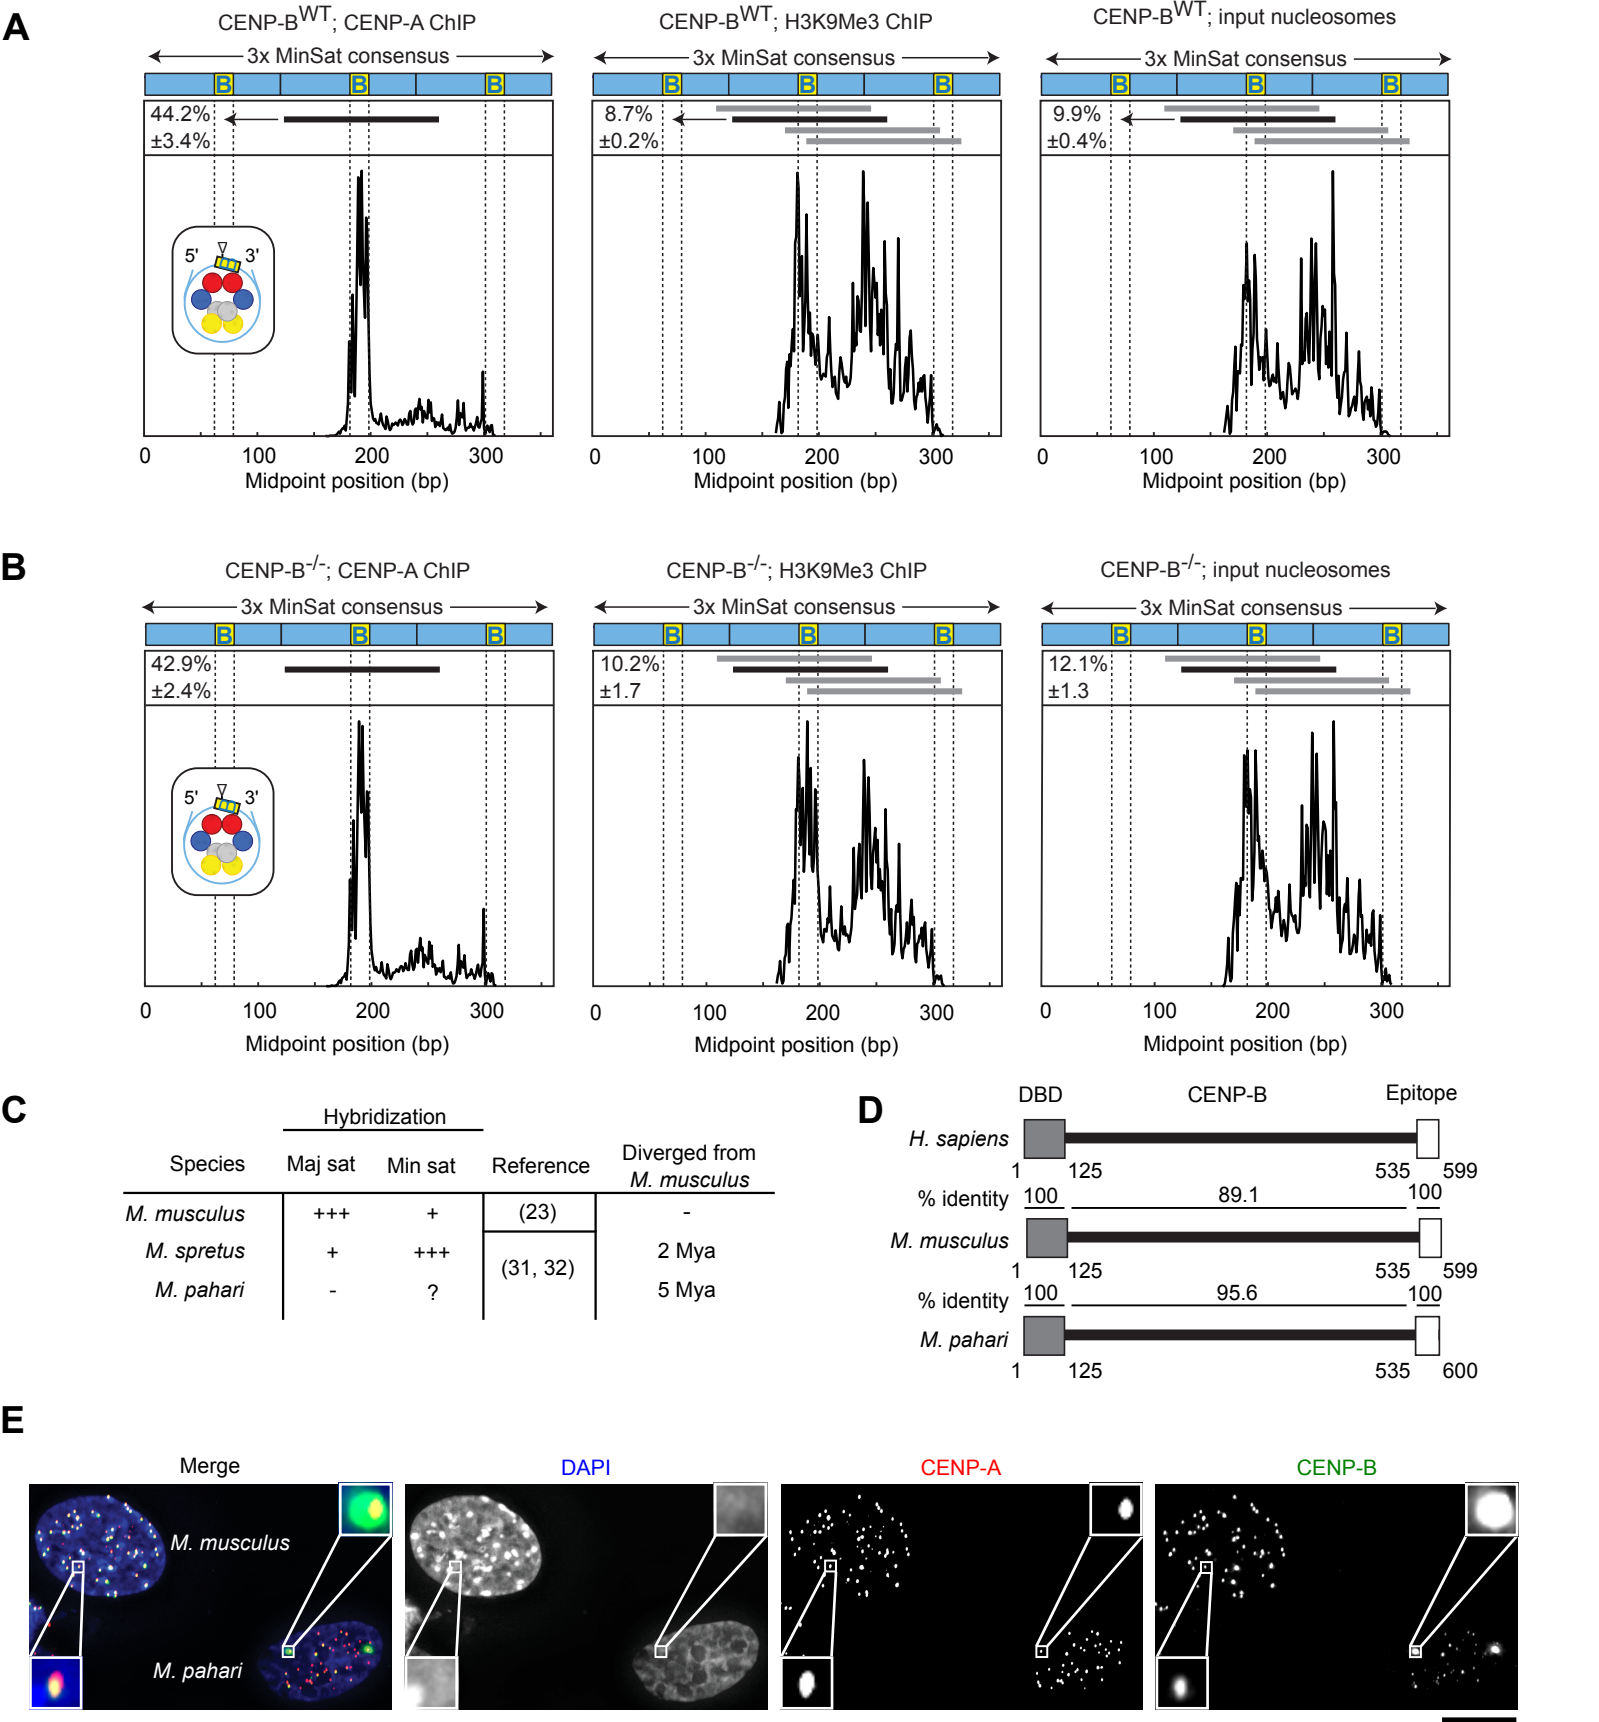 A
CENP-BWT; CENP-A ChIP
CENP-BWT; H3K9Me3 ChIP
CENP-BWT; input nucleosomes
3x MinSat consensus
3x MinSat consensus
3x MinSat consensus
B B B
B B B
B B B
44.2%
±3.4%
8.7%
±0.2%
9.9%
±0.4%
5' 3'
0 100 200 300
0 100 200 300
0 100 200 300
Midpoint position (bp)
Midpoint position (bp)
Midpoint position (bp)
B
CENP-B-/-; CENP-A ChIP
CENP-B-/-; H3K9Me3 ChIP
CENP-B-/-; input nucleosomes
3x MinSat consensus
3x MinSat consensus
3x MinSat consensus
B B B
B B B
B B B
42.9%
±2.4%
10.2%
±1.7
12.1%
±1.3
5' 3'
0 100 200 300
0 100 200 300
0 100 200 300
Midpoint position (bp)
Midpoint position (bp)
Midpoint position (bp)
C
Hybridization
Species Maj sat Min sat Reference Diverged from
M. musculus
M. musculus +++ + (23) -
M. spretus + +++ (31, 32) 2 Mya
M. pahari - ? 5 Mya
D
DBD CENP-B Epitope
H. sapiens
1 125 535 599
% identity 100 89.1 100
M. musculus
1 125 535 599
% identity 100 95.6 100
M. pahari
1 125 535 600
E
Merge DAPI CENP-A CENP-B
M. musculus
M. pahari